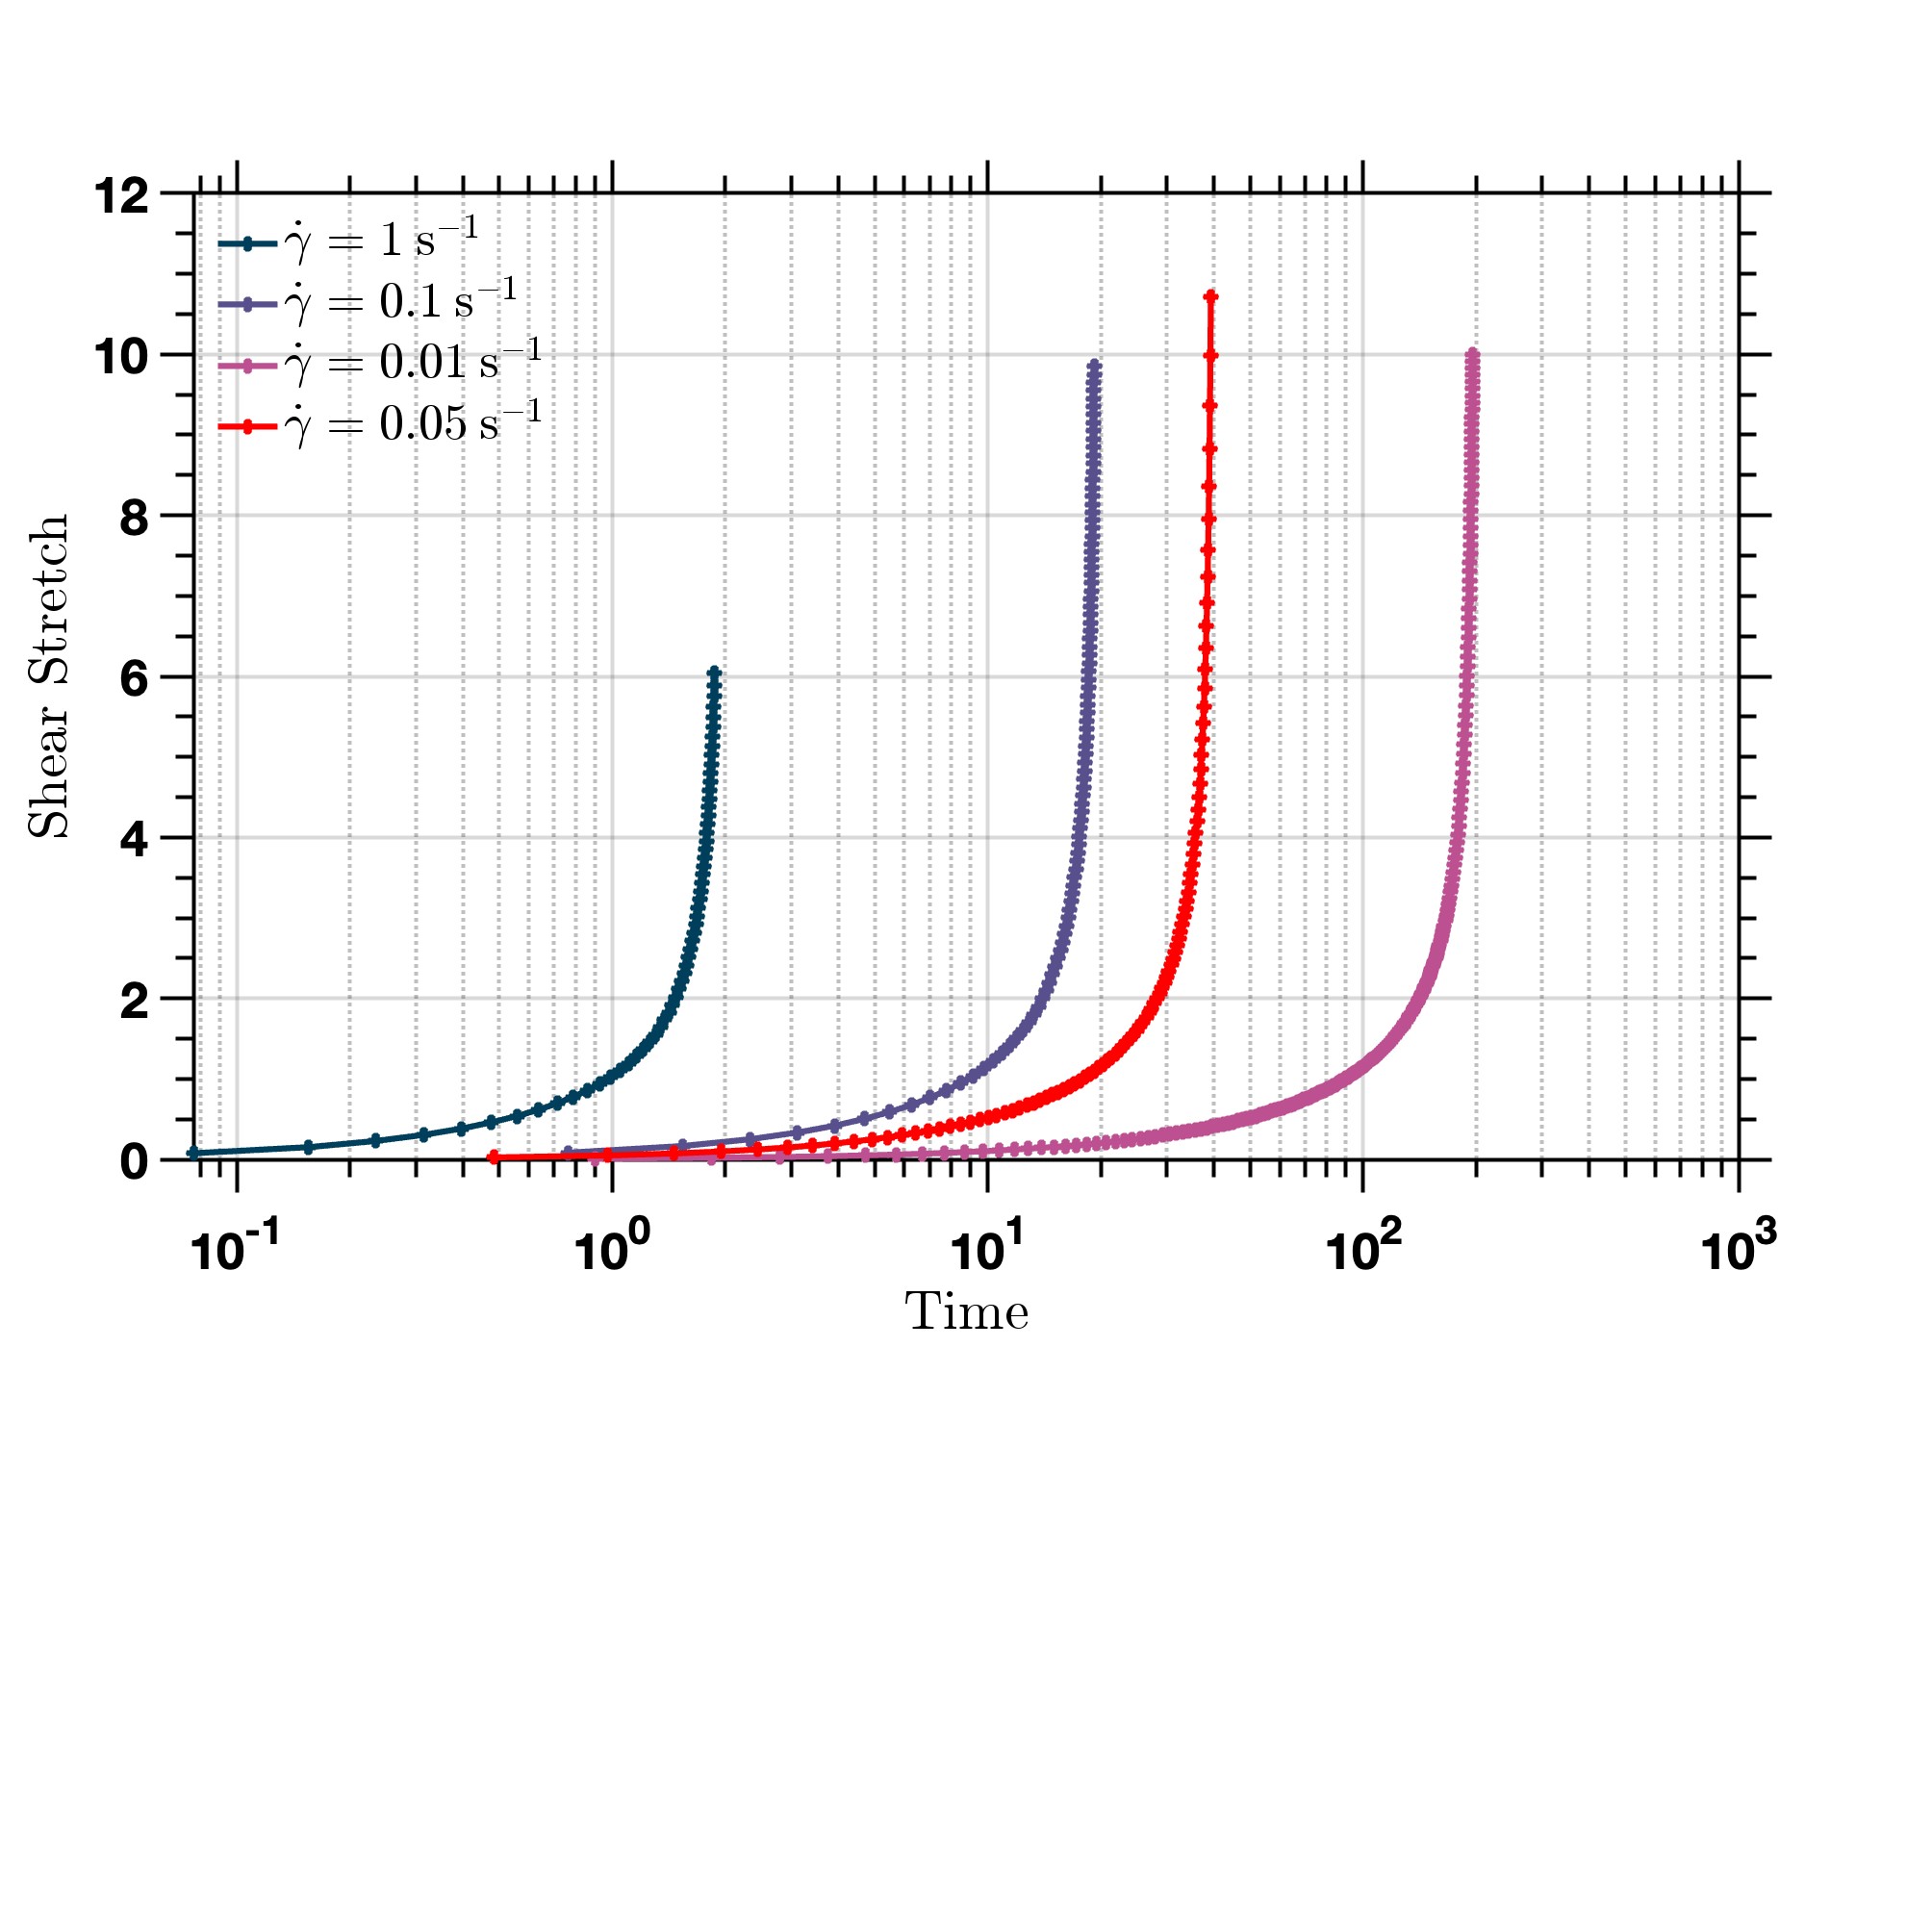 12
10
8
6
4
2
0
Shear Stretch
γ̇ = 1 s⁻¹
γ̇ = 0.1 s⁻¹
γ̇ = 0.01 s⁻¹
γ̇ = 0.05 s⁻¹
10⁻¹ 10⁰ 10¹ 10² 10³
Time